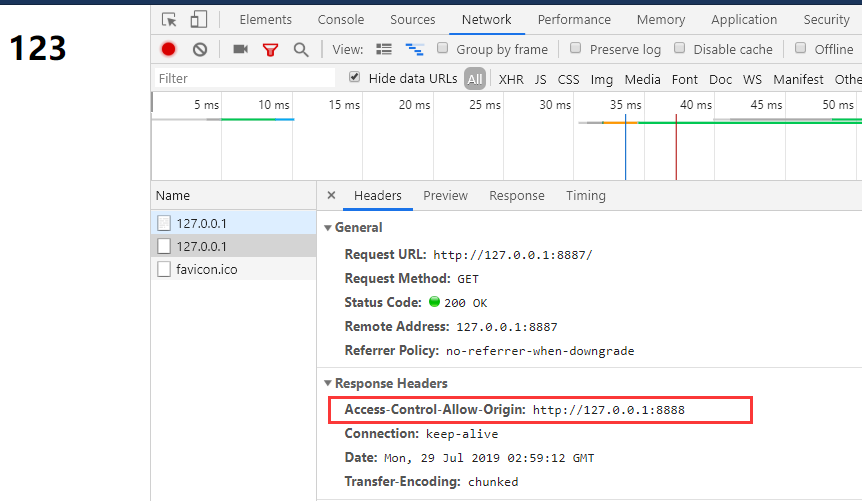 123
Elements Console Sources Network Performance Memory Application Security
View: Group by frame Preserve log Disable cache Offline
Filter Hide data URLs All XHR JS CSS Img Media Font Doc WS Manifest Othe
5 ms 10 ms 15 ms 20 ms 25 ms 30 ms 35 ms 40 ms 45 ms 50 ms
Name × Headers Preview Response Timing
127.0.0.1
127.0.0.1
favicon.ico
▼ General
Request URL: http://127.0.0.1:8887/
Request Method: GET
Status Code: 200 OK
Remote Address: 127.0.0.1:8887
Referrer Policy: no-referrer-when-downgrade
▼ Response Headers
Access-Control-Allow-Origin: http://127.0.0.1:8888
Connection: keep-alive
Date: Mon, 29 Jul 2019 02:59:12 GMT
Transfer-Encoding: chunked